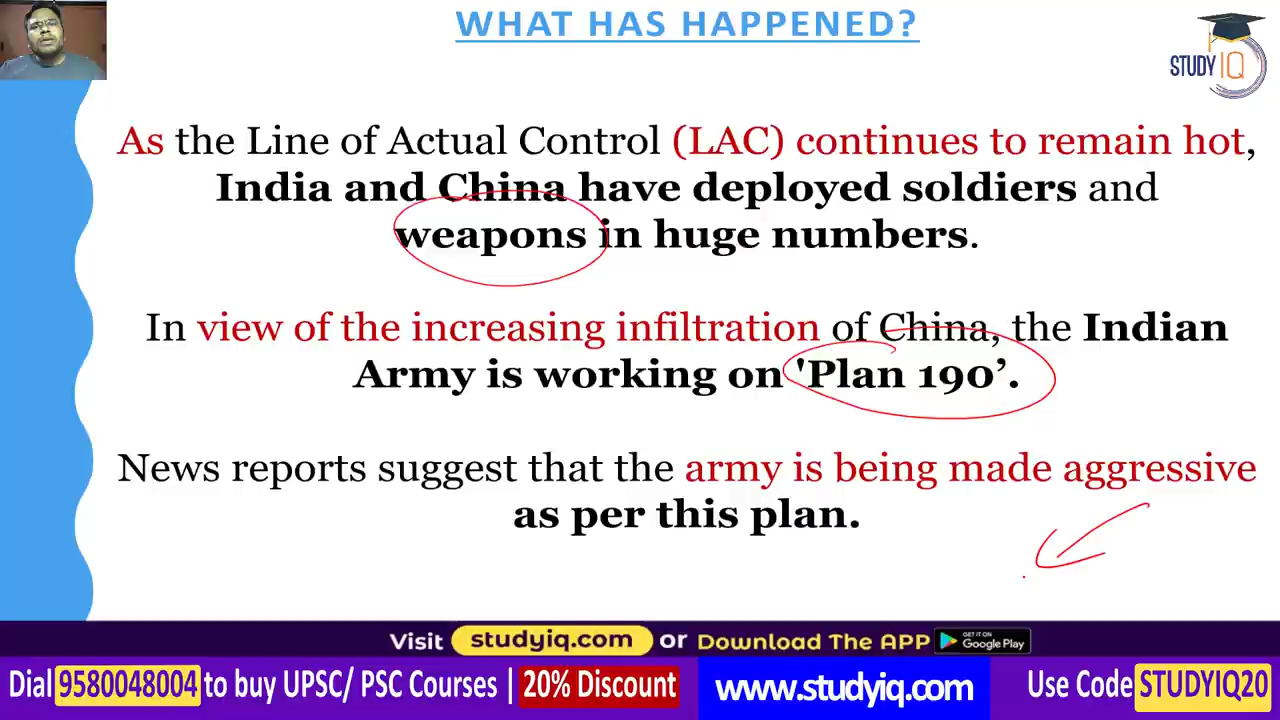 WHAT HAS HAPPENED?
STUDY IQ
As the Line of Actual Control (LAC) continues to remain hot,
India and China have deployed soldiers and
weapons in huge numbers.
In view of the increasing infiltration of China, the Indian
Army is working on 'Plan 190’.
News reports suggest that the army is being made aggressive
as per this plan.
Visit studyiq.com or Download The APP GET IT ON Google Play
Dial 9580048004 to buy UPSC/ PSC Courses | 20% Discount www.studyiq.com Use Code STUDYIQ20